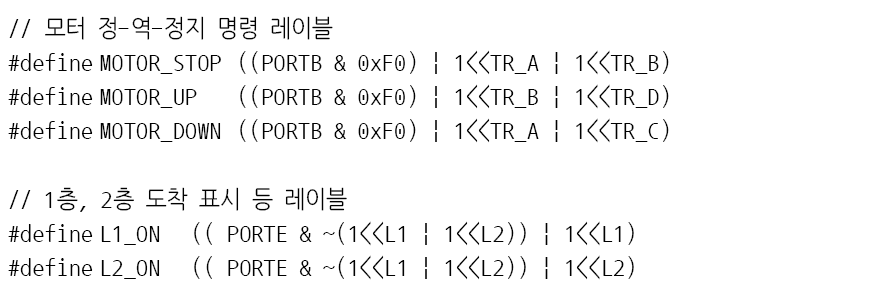 // 모터 정-역-정지 명령 레이블
#define MOTOR_STOP ((PORTB & 0xF0) ¦ 1<<TR_A ¦ 1<<TR_B)
#define MOTOR_UP ((PORTB & 0xF0) ¦ 1<<TR_B ¦ 1<<TR_D)
#define MOTOR_DOWN ((PORTB & 0xF0) ¦ 1<<TR_A ¦ 1<<TR_C)
// 1층, 2층 도착 표시 등 레이블
#define L1_ON (( PORTE & ~(1<<L1 ¦ 1<<L2)) ¦ 1<<L1)
#define L2_ON (( PORTE & ~(1<<L1 ¦ 1<<L2)) ¦ 1<<L2)